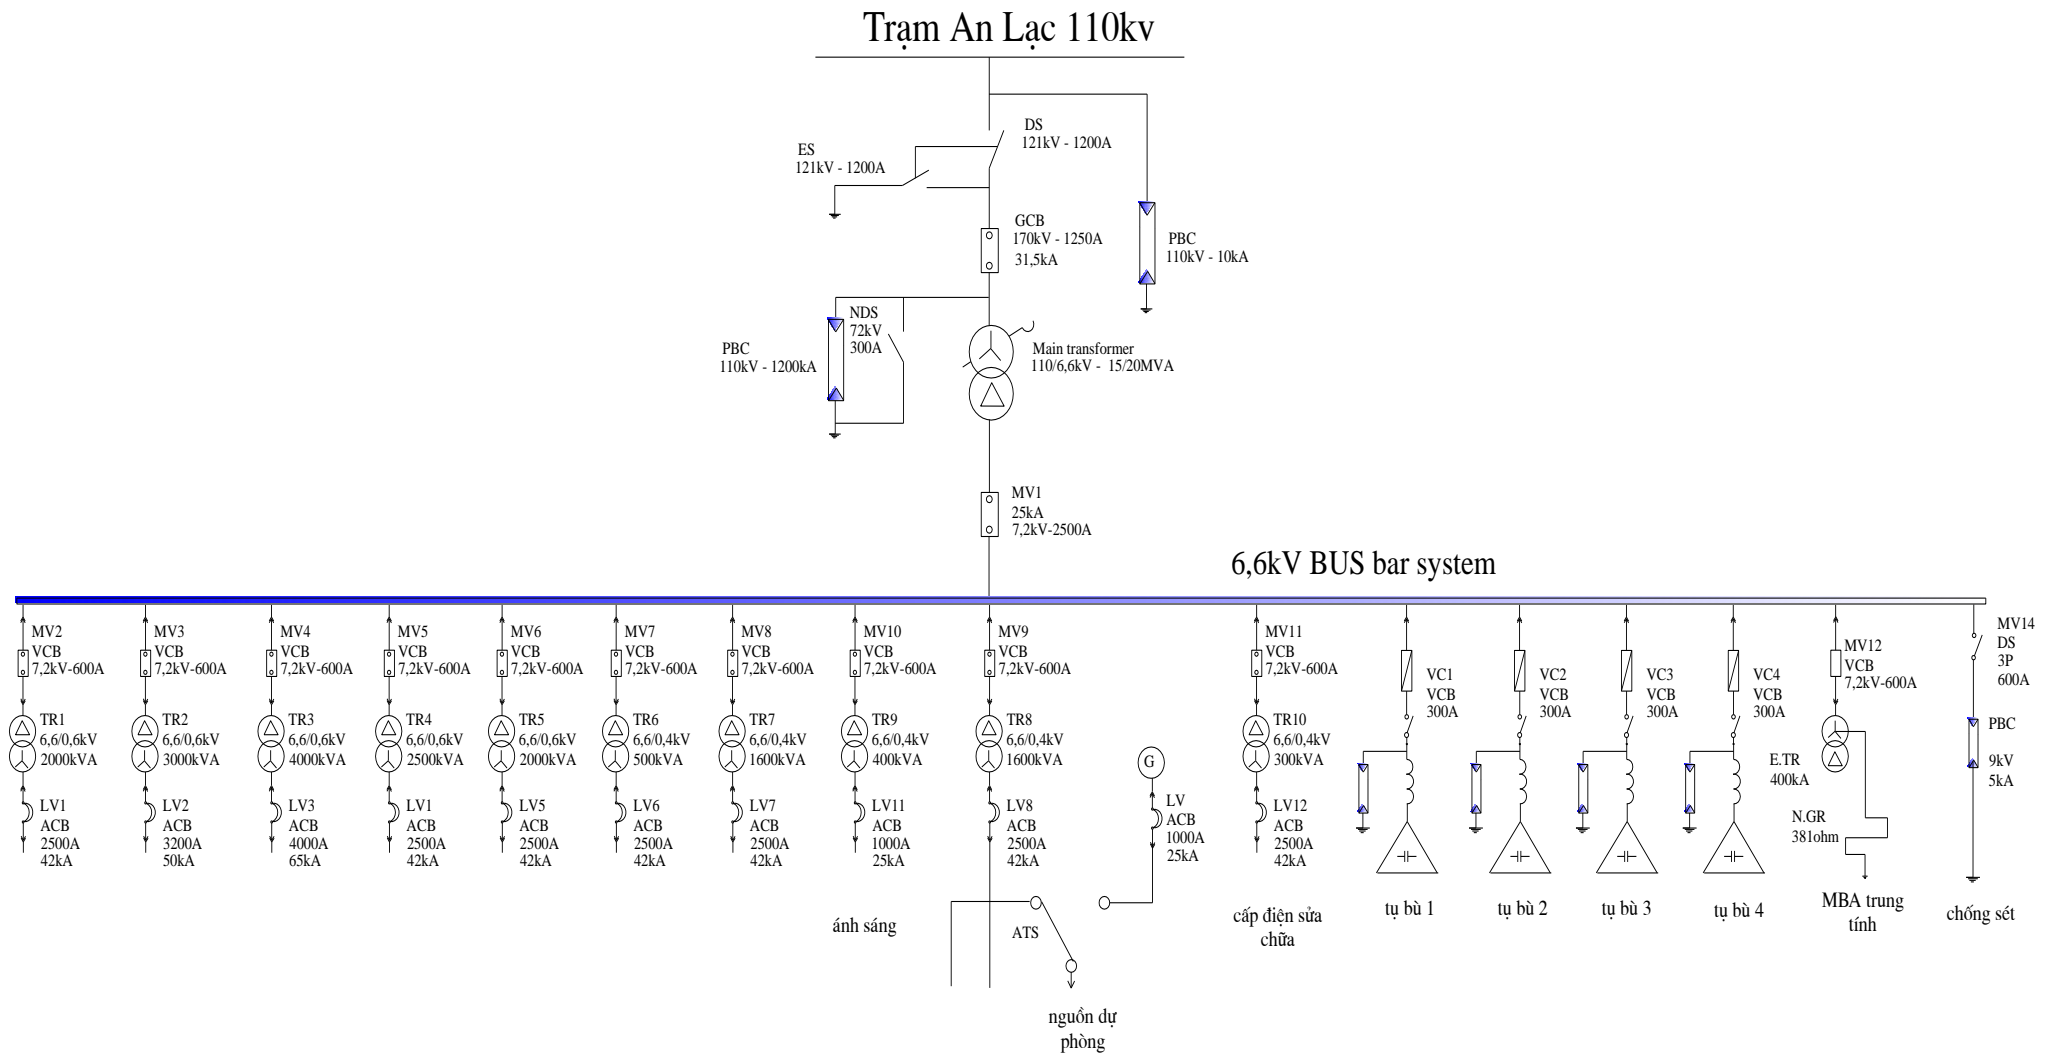 Trạm An Lạc 110kv
DS
121kV - 1200A
ES
121kV - 1200A
GCB
170kV - 1250A
31,5kA
PBC
110kV - 10kA
NDS
72kV
300A
PBC
110kV - 1200kA
Main transformer
110/6,6kV -  15/20MVA
MV1
25kA
7,2kV-2500A
6,6kV BUS bar system
MV2
VCB
7,2kV-600A
TR1
6,6/0,6kV
2000kVA
LV1
ACB
2500A
42kA
MV3
VCB
7,2kV-600A
TR2
6,6/0,6kV
3000kVA
LV2
ACB
3200A
50kA
MV4
VCB
7,2kV-600A
TR3
6,6/0,6kV
4000kVA
LV3
ACB
4000A
65kA
MV5
VCB
7,2kV-600A
TR4
6,6/0,6kV
2500kVA
LV1
ACB
2500A
42kA
MV6
VCB
7,2kV-600A
TR5
6,6/0,6kV
2000kVA
LV5
ACB
2500A
42kA
MV7
VCB
7,2kV-600A
TR6
6,6/0,4kV
500kVA
LV6
ACB
2500A
42kA
MV8
VCB
7,2kV-600A
TR7
6,6/0,4kV
1600kVA
LV7
ACB
2500A
42kA
MV10
VCB
7,2kV-600A
TR9
6,6/0,4kV
400kVA
LV11
ACB
1000A
25kA
ánh sáng
MV9
VCB
7,2kV-600A
TR8
6,6/0,4kV
1600kVA
LV8
ACB
2500A
42kA
ATS
nguồn dự
phòng
G
LV
ACB
1000A
25kA
MV11
VCB
7,2kV-600A
TR10
6,6/0,4kV
300kVA
LV12
ACB
2500A
42kA
cấp điện sửa
chữa
VC1
VCB
300A
tụ bù 1
VC2
VCB
300A
tụ bù 2
VC3
VCB
300A
tụ bù 3
VC4
VCB
300A
tụ bù 4
MV12
VCB
7,2kV-600A
E.TR
400kA
N.GR
381ohm
MBA trung
tính
MV14
DS
3P
600A
PBC
9kV
5kA
chống sét